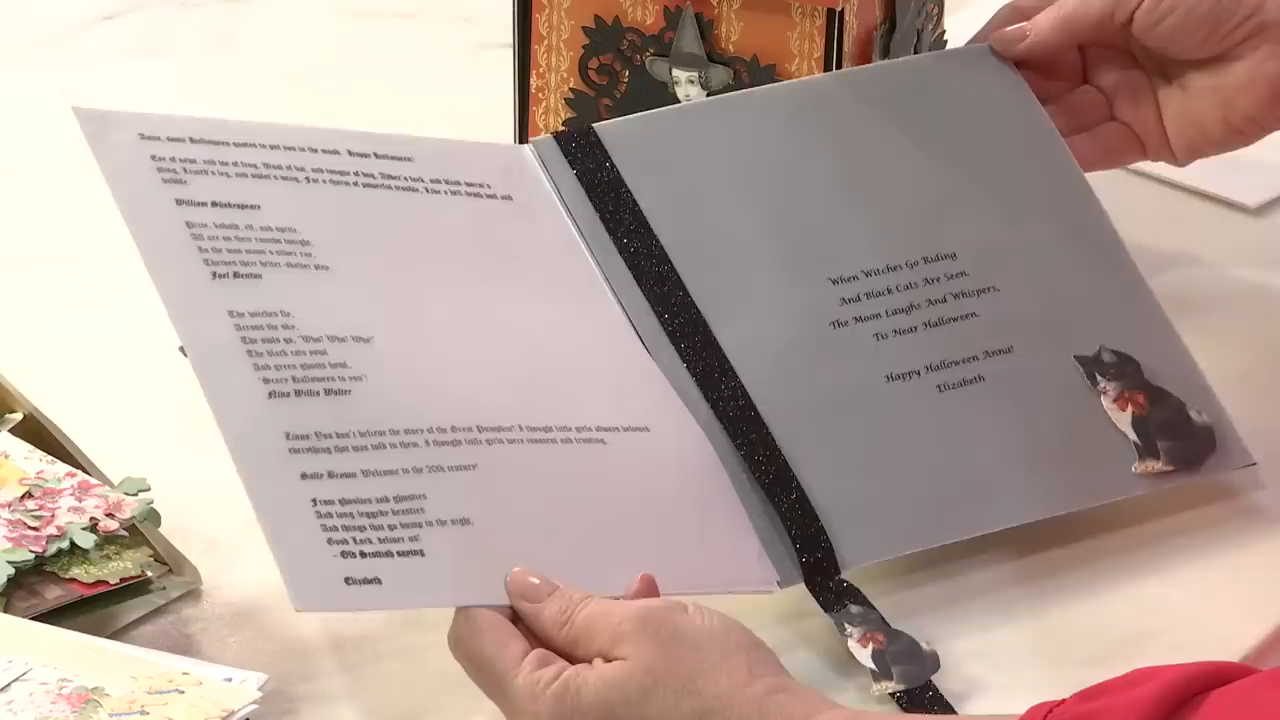 Anna, some Halloween quotes to put you in the mood. Happy Halloween!
Eye of newt, and toe of frog, Wool of bat, and tongue of dog, Adder's fork, and blind-worm's
sting, Lizard's leg, and owlet's wing, For a charm of powerful trouble, Like a hell-broth boil and
bubble.
William Shakespeare
Pixie, kobold, elf, and sprite,
All are on their rounds tonight,
In the wan moon's silver ray,
Thrives their helter-skelter play.
Joel Benton
The witches fly,
Across the sky,
The owls go, "Who? Who? Who?"
The black cats yowl
And green ghosts howl,
"Scary Halloween to you"!
Nina Willis Walter
Linus: You don't believe the story of the Great Pumpkin? I thought little girls always believed
everything that was told to them. I thought little girls were innocent and trusting.
Sally Brown: Welcome to the 20th century!
From ghoulies and ghosties
And long leggedy beasties
And things that go bump in the night,
Good Lord, deliver us!
- Old Scottish saying
Elizabeth
When Witches Go Riding
And Black Cats Are Seen,
The Moon Laughs And Whispers,
Tis Near Halloween.
Happy Halloween Anna!
Elizabeth